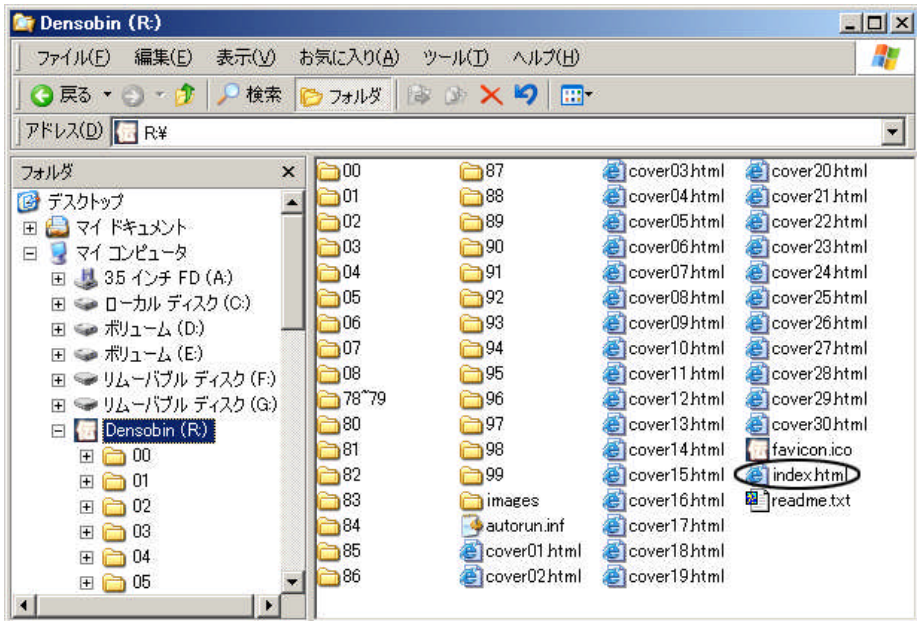 Densobin (R:)
ファイル(F) 編集(E) 表示(V) お気に入り(A) ツール(T) ヘルプ(H)
戻る 検索 フォルダ
アドレス(D) R:¥
フォルダ
デスクトップ
マイ ドキュメント
マイ コンピュータ
3.5 インチ FD (A:)
ローカル ディスク (C:)
ボリューム (D:)
ボリューム (E:)
リムーバブル ディスク (F:)
リムーバブル ディスク (G:)
Densobin (R:)
00
01
02
03
04
05
00
01
02
03
04
05
06
07
08
78~79
80
81
82
83
84
85
86
87
88
89
90
91
92
93
94
95
96
97
98
99
images
autorun.inf
cover01.html
cover02.html
cover03.html
cover04.html
cover05.html
cover06.html
cover07.html
cover08.html
cover09.html
cover10.html
cover11.html
cover12.html
cover13.html
cover14.html
cover15.html
cover16.html
cover17.html
cover18.html
cover19.html
cover20.html
cover21.html
cover22.html
cover23.html
cover24.html
cover25.html
cover26.html
cover27.html
cover28.html
cover29.html
cover30.html
favicon.ico
index.html
readme.txt